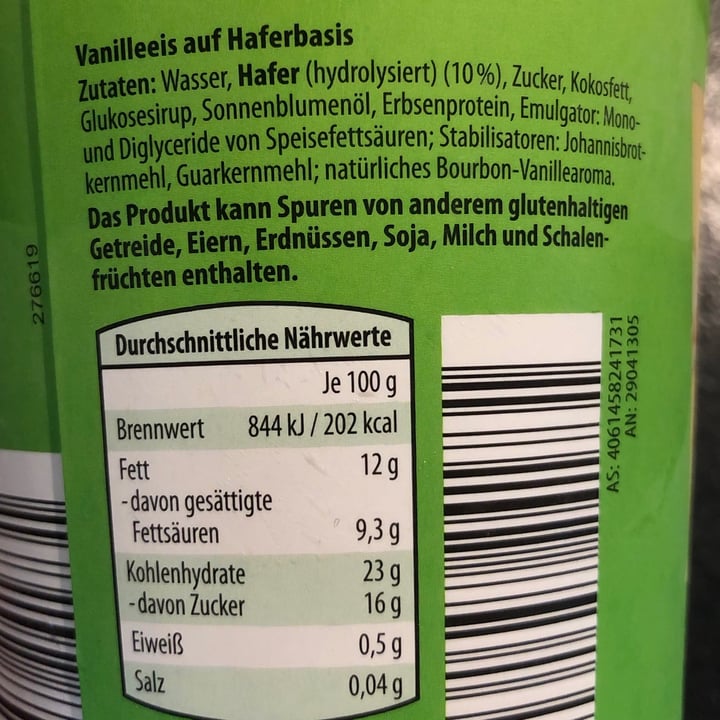 Vanilleeis auf Haferbasis
Zutaten: Wasser, Hafer (hydrolysiert) (10%), Zucker, Kokosfett,
Glukosesirup, Sonnenblumenöl, Erbsenprotein, Emulgator: Mono-
und Diglyceride von Speisefettsäuren; Stabilisatoren: Johannisbrot-
kernmehl, Guarkernmehl; natürliches Bourbon-Vanillearoma.
Das Produkt kann Spuren von anderem glutenhaltigen
Getreide, Eiern, Erdnüssen, Soja, Milch und Schalen-
früchten enthalten.
276619
Durchschnittliche Nährwerte
Je 100 g
Brennwert 844 kJ / 202 kcal
Fett 12 g
-davon gesättigte
Fettsäuren 9,3 g
Kohlenhydrate 23 g
-davon Zucker 16 g
Eiweiß 0,5 g
Salz 0,04 g
AS: 4061458241731
AN: 29041305